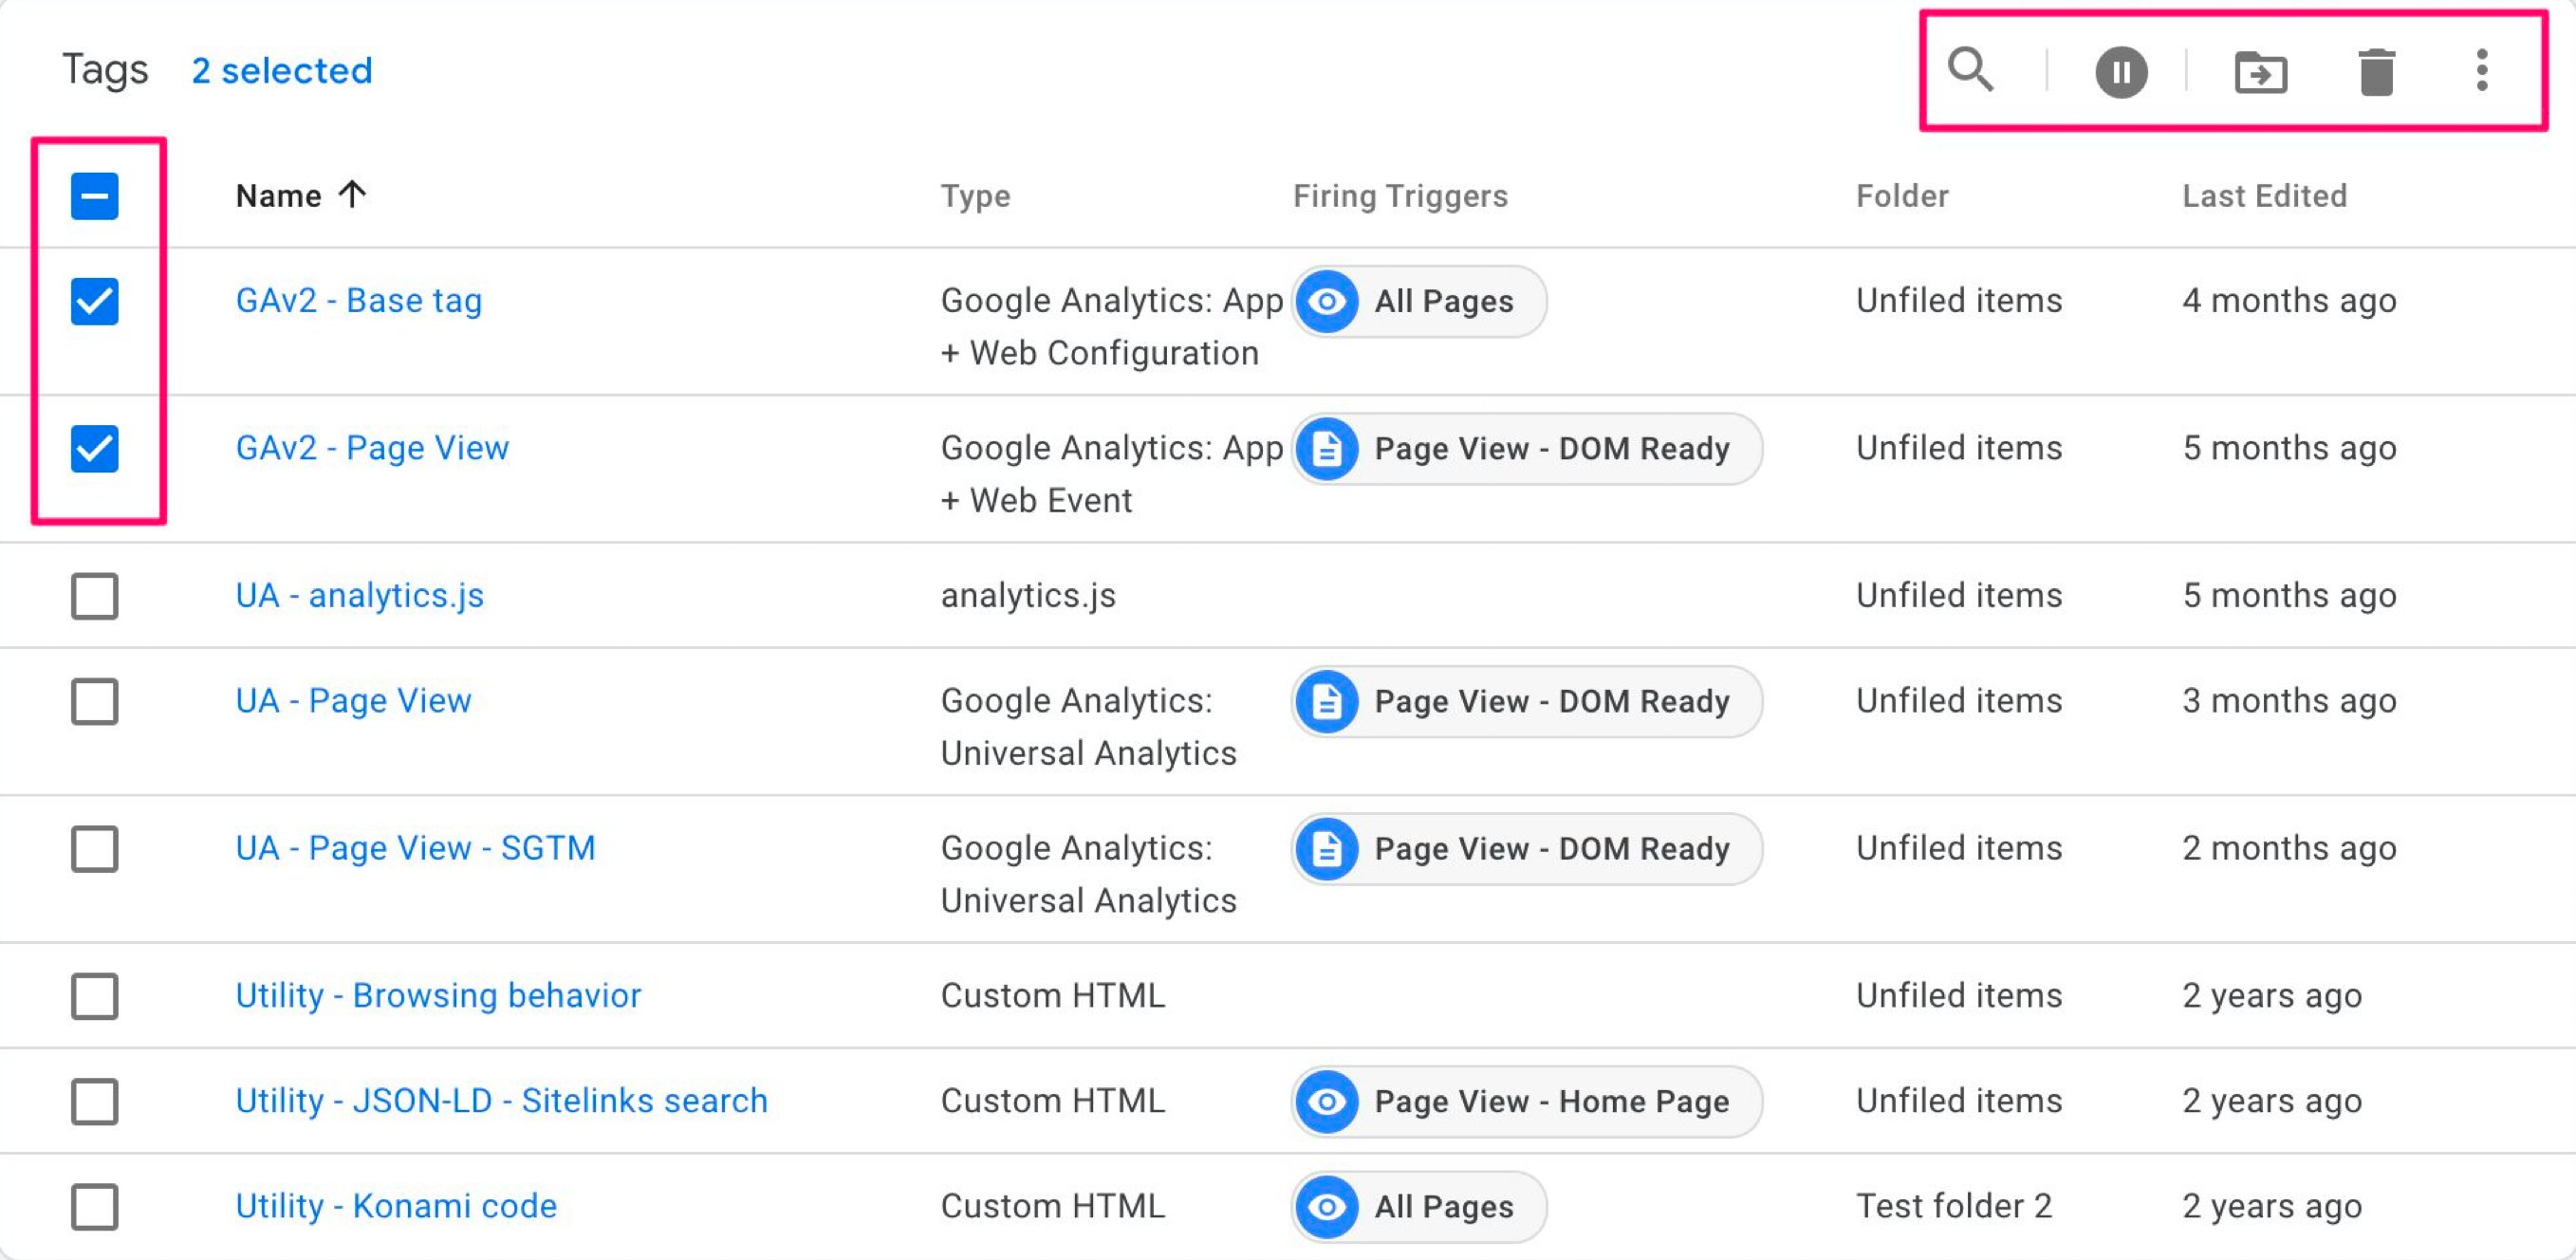 Tags 2 selected
Name Type Firing Triggers Folder Last Edited
GAv2 - Base tag Google Analytics: App All Pages Unfiled items 4 months ago
+ Web Configuration
GAv2 - Page View Google Analytics: App Page View - DOM Ready Unfiled items 5 months ago
+ Web Event
UA - analytics.js analytics.js Unfiled items 5 months ago
UA - Page View Google Analytics: Page View - DOM Ready Unfiled items 3 months ago
Universal Analytics
UA - Page View - SGTM Google Analytics: Page View - DOM Ready Unfiled items 2 months ago
Universal Analytics
Utility - Browsing behavior Custom HTML Unfiled items 2 years ago
Utility - JSON-LD - Sitelinks search Custom HTML Page View - Home Page Unfiled items 2 years ago
Utility - Konami code Custom HTML All Pages Test folder 2 2 years ago